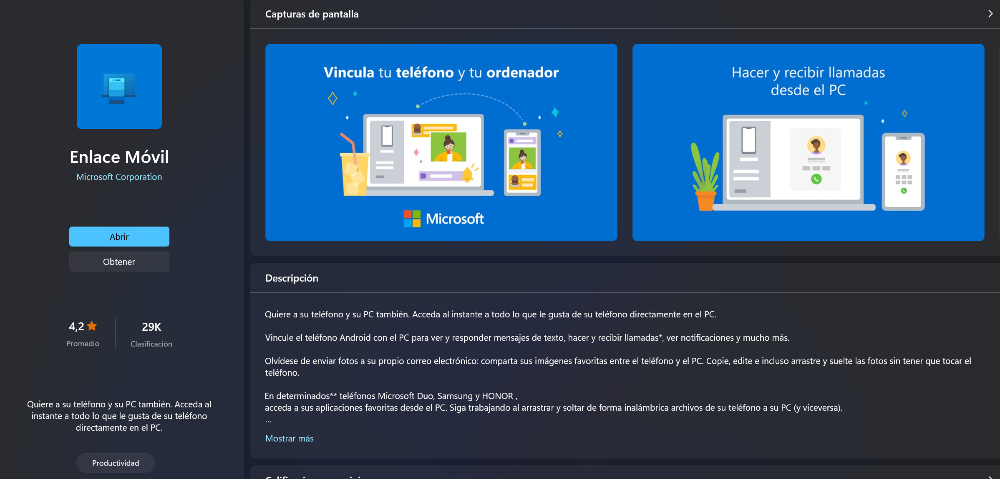 Enlace Móvil
Microsoft Corporation
Abrir
Obtener
4,2
Promedio
29K
Clasificación
Quiere a su teléfono y su PC también. Acceda al
instante a todo lo que le gusta de su teléfono
directamente en el PC.
Productividad
Capturas de pantalla
Vincula tu teléfono y tu ordenador
Microsoft
Hacer y recibir llamadas
desde el PC
Descripción
Quiere a su teléfono y su PC también. Acceda al instante a todo lo que le gusta de su teléfono directamente en el PC.
Vincule el teléfono Android con el PC para ver y responder mensajes de texto, hacer y recibir llamadas*, ver notificaciones y mucho más.
Olvídese de enviar fotos a su propio correo electrónico: comparta sus imágenes favoritas entre el teléfono y el PC. Copie, edite e incluso arrastre y suelte las fotos sin tener que tocar el
teléfono.
En determinados** teléfonos Microsoft Duo, Samsung y HONOR ,
acceda a sus aplicaciones favoritas desde el PC. Siga trabajando al arrastrar y soltar de forma inalámbrica archivos de su teléfono a su PC (y viceversa).
...
Mostrar más